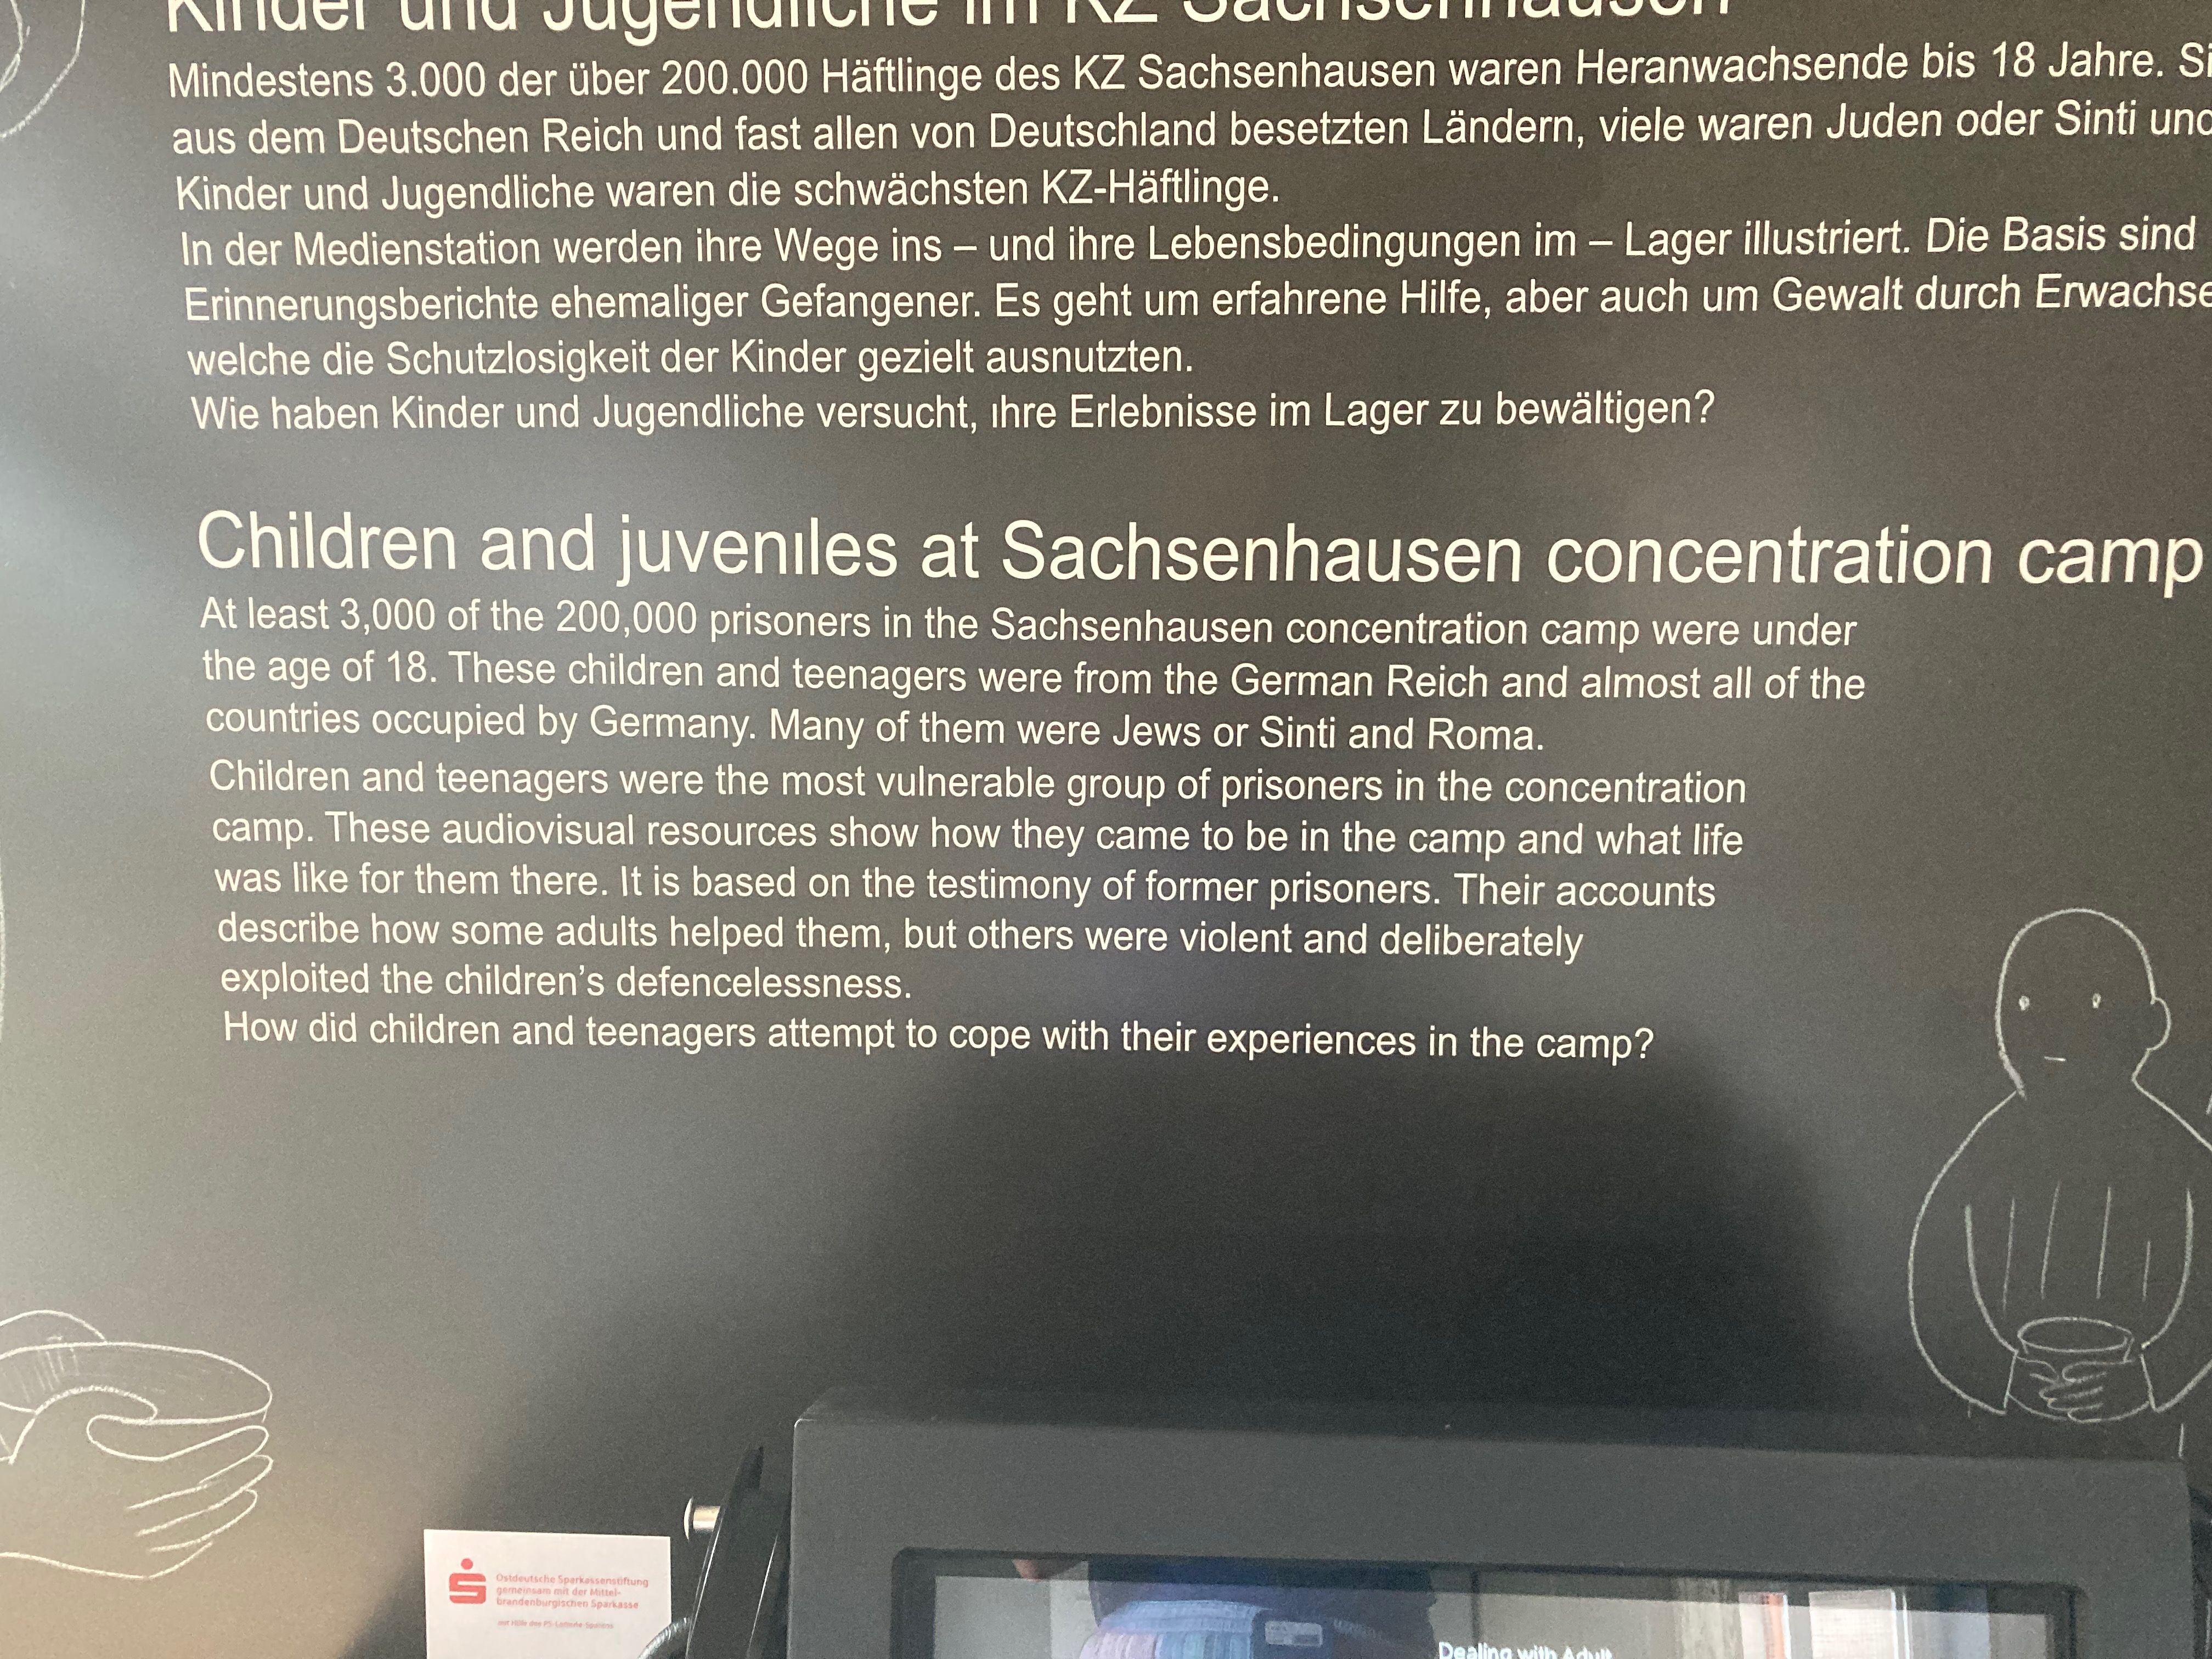 Kinder und Jugendliche im KZ Sachsenhausen
Mindestens 3.000 der über 200.000 Häftlinge des KZ Sachsenhausen waren Heranwachsende bis 18 Jahre.
aus dem Deutschen Reich und fast allen von Deutschland besetzten Ländern, viele waren Juden oder Sinti und
Kinder und Jugendliche waren die schwächsten KZ-Häftlinge.
In der Medienstation werden ihre Wege ins – und ihre Lebensbedingungen im – Lager illustriert. Die Basis sind
Erinnerungsberichte ehemaliger Gefangener. Es geht um erfahrene Hilfe, aber auch um Gewalt durch
welche die Schutzlosigkeit der Kinder gezielt ausnutzten.
Wie haben Kinder und Jugendliche versucht, ihre Erlebnisse im Lager zu bewältigen?
Children and juveniles at Sachsenhausen concentration camp
At least 3,000 of the 200,000 prisoners in the Sachsenhausen concentration camp were under
the age of 18. These children and teenagers were from the German Reich and almost all of the
countries occupied by Germany. Many of them were Jews or Sinti and Roma.
Children and teenagers were the most vulnerable group of prisoners in the concentration
camp. These audiovisual resources show how they came to be in the camp and what life
was like for them there. It is based on the testimony of former prisoners. Their accounts
describe how some adults helped them, but others were violent and deliberately
exploited the children’s defencelessness.
How did children and teenagers attempt to cope with their experiences in the camp?
Ostdeutsche Sparkassenstiftung
gemeinsam mit der Mittel-
brandenburgischen Sparkasse
Dealing with